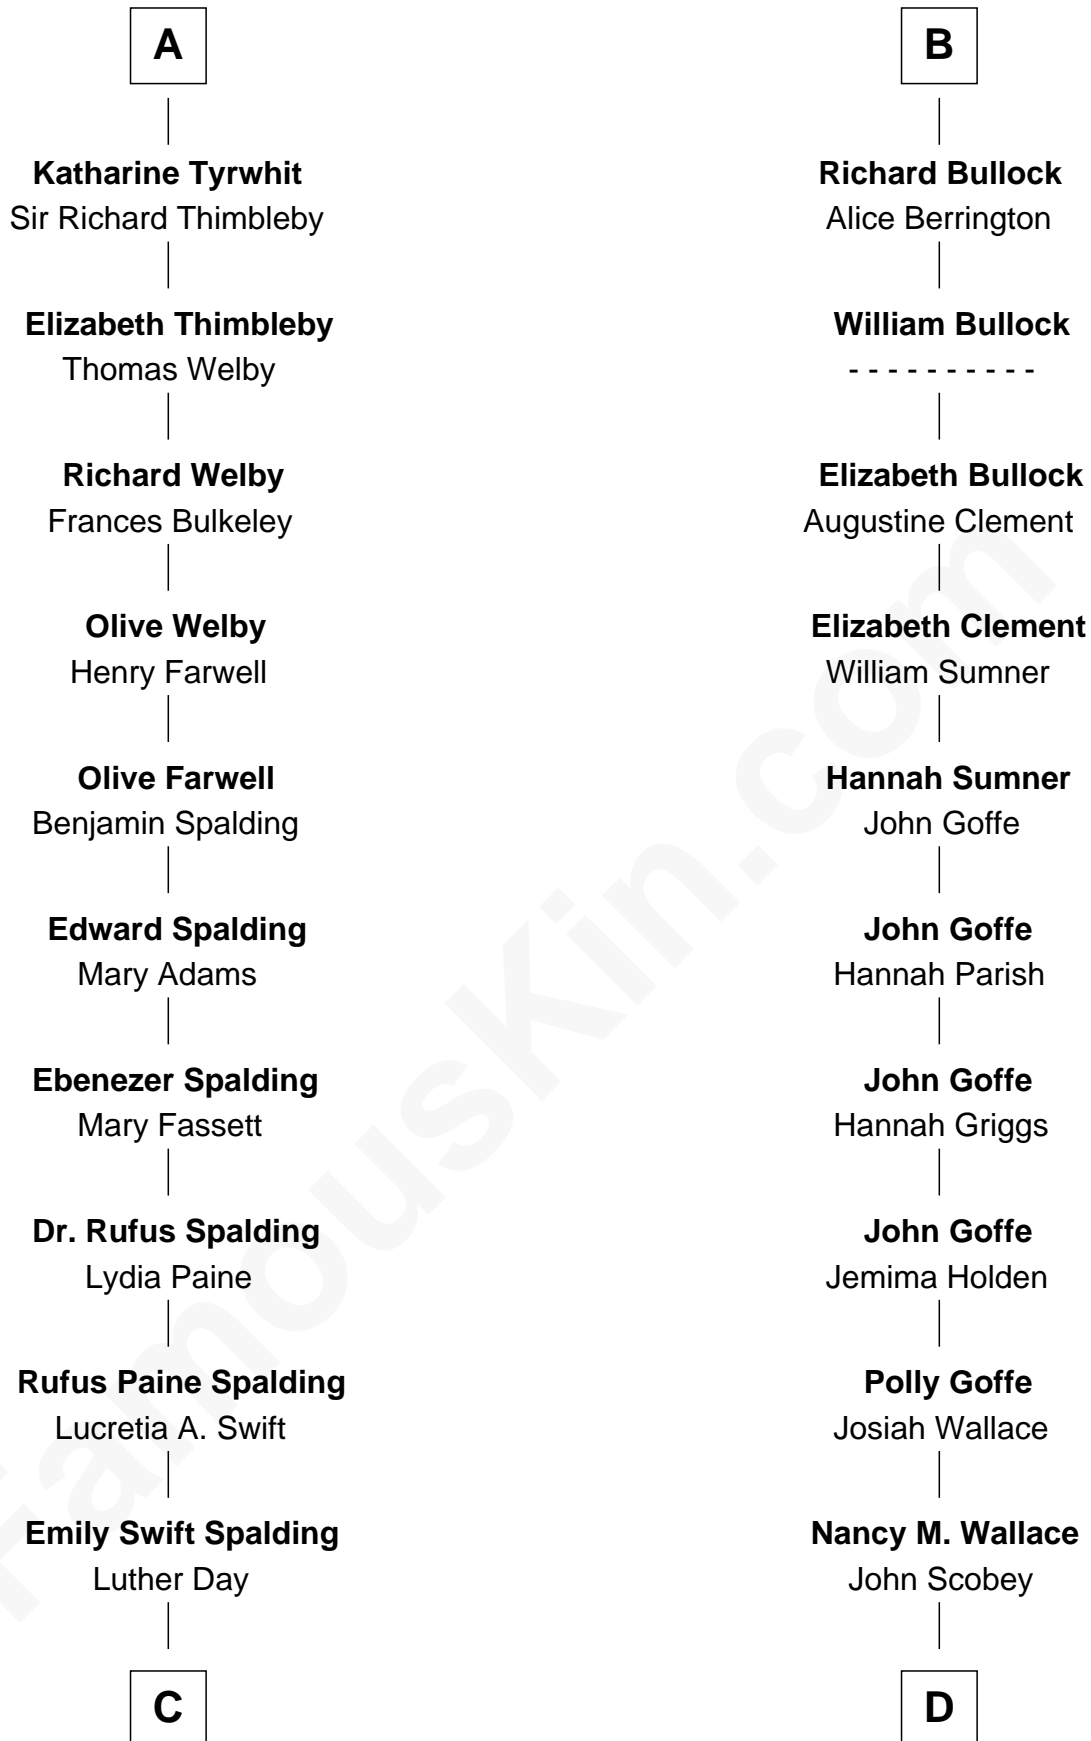 A
Katharine Tyrwhit
Sir Richard Thimbleby
Elizabeth Thimbleby
Thomas Welby
Richard Welby
Frances Bulkeley
Olive Welby
Henry Farwell
Olive Farwell
Benjamin Spalding
Edward Spalding
Mary Adams
Ebenezer Spalding
Mary Fassett
Dr. Rufus Spalding
Lydia Paine
Rufus Paine Spalding
Lucretia A. Swift
Emily Swift Spalding
Luther Day
C
B
Richard Bullock
Alice Berrington
William Bullock
- - - - - - - - - -
Elizabeth Bullock
Augustine Clement
Elizabeth Clement
William Sumner
Hannah Sumner
John Goffe
John Goffe
Hannah Parish
John Goffe
Hannah Griggs
John Goffe
Jemima Holden
Polly Goffe
Josiah Wallace
Nancy M. Wallace
John Scobey
D
FamousKin.com